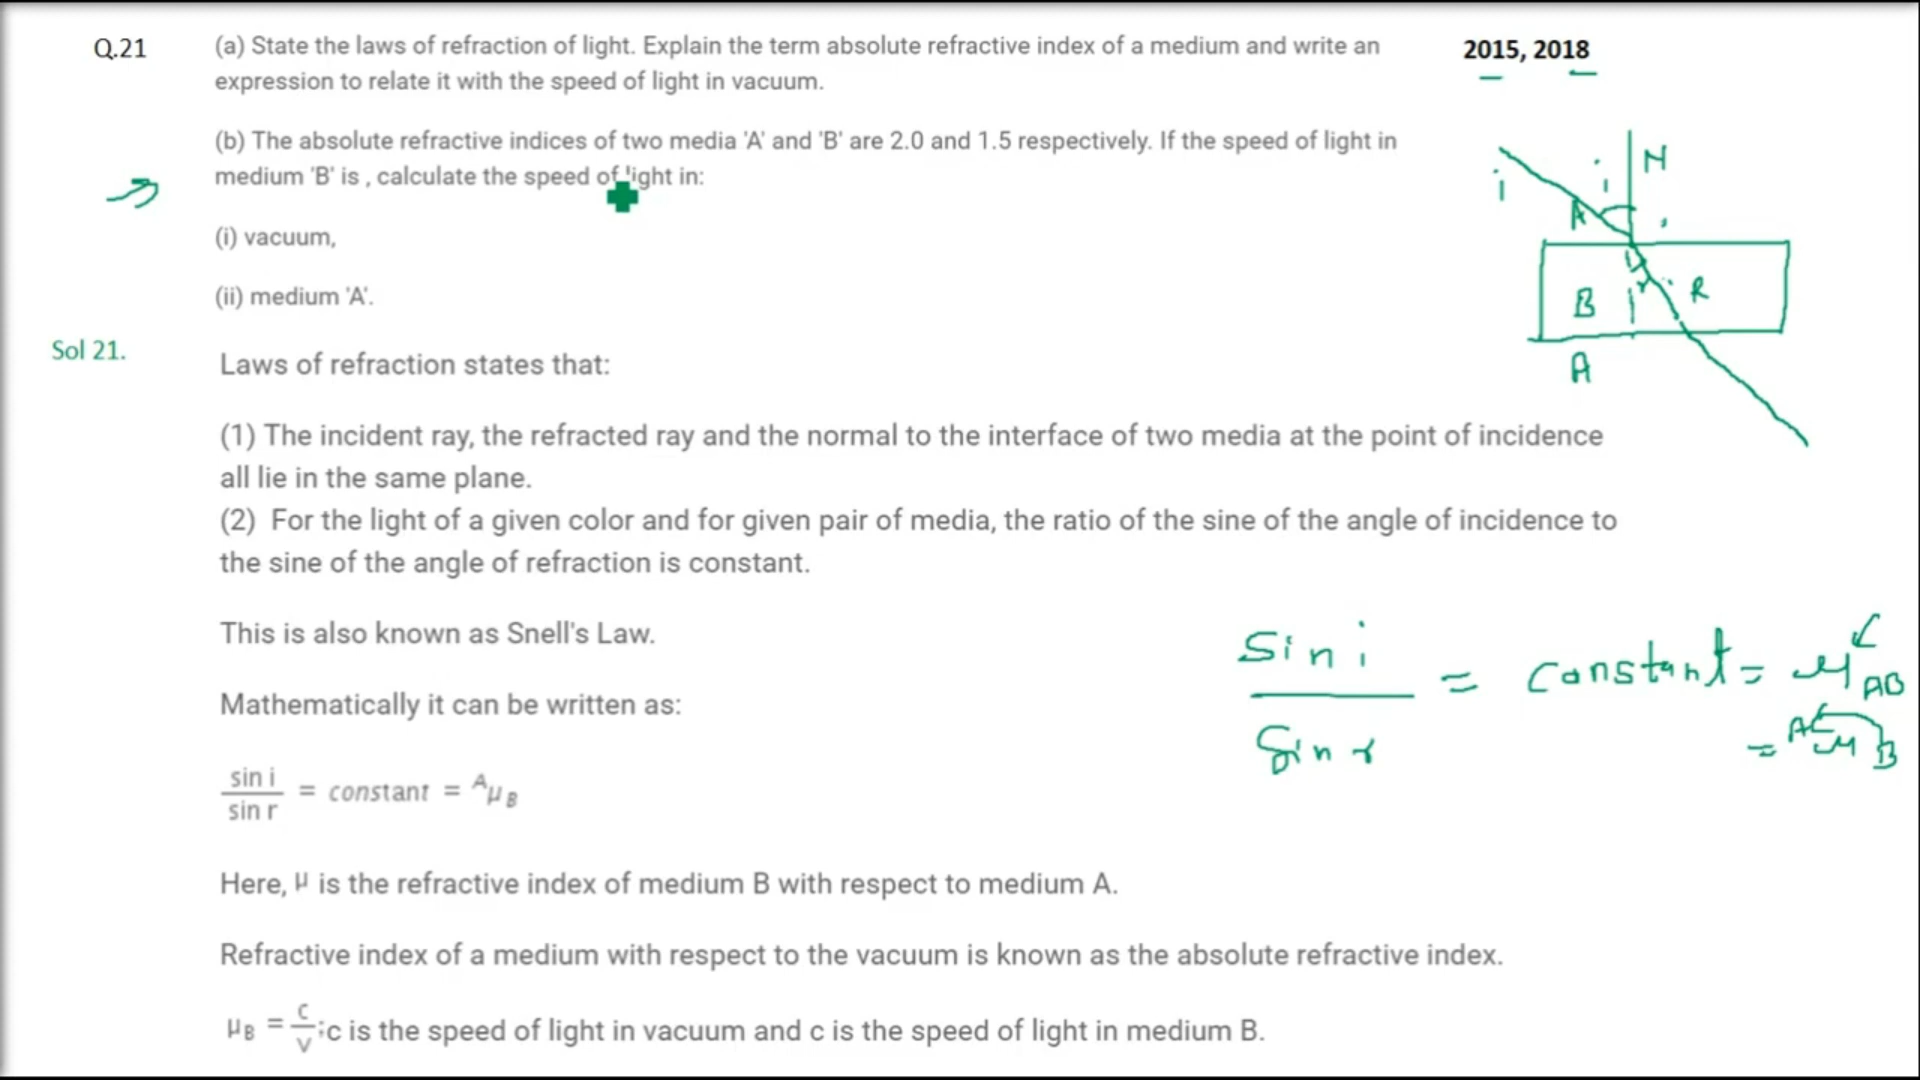 Q.21
(a) State the laws of refraction of light. Explain the term absolute refractive index of a medium and write an
2015, 2018
expression to relate it with the speed of light in vacuum.
(b) The absolute refractive indices of two media 'A' and 'B' are 2.0 and 1.5 respectively. If the speed of light in
medium 'B' is , calculate the speed of light in:
(i) vacuum,
(ii) medium 'A'.
i
i
N
A
B
r
R
A
Sol 21.
Laws of refraction states that:
(1) The incident ray, the refracted ray and the normal to the interface of two media at the point of incidence
all lie in the same plane.
(2) For the light of a given color and for given pair of media, the ratio of the sine of the angle of incidence to
the sine of the angle of refraction is constant.
This is also known as Snell's Law.
Sin i / Sin r = constant = μ AB
= A μ B
Mathematically it can be written as:
sin i / sin r = constant = ᴬμ B
Here, μ is the refractive index of medium B with respect to medium A.
Refractive index of a medium with respect to the vacuum is known as the absolute refractive index.
μB = c/v ;c is the speed of light in vacuum and c is the speed of light in medium B.